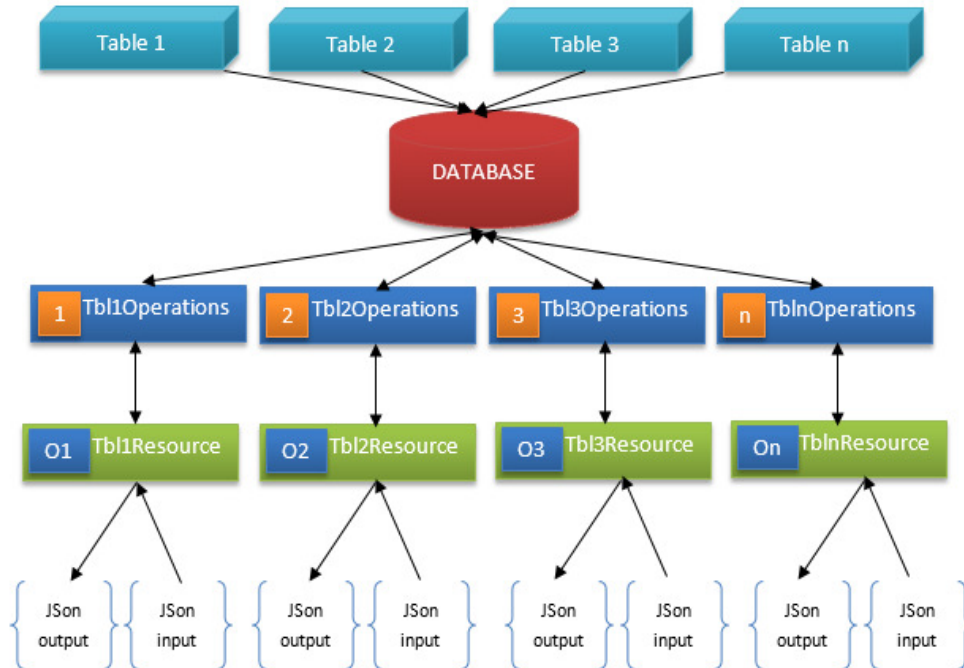 Table 1
Table 2
Table 3
Table n
DATABASE
1 Tbl1Operations
2 Tbl2Operations
3 Tbl3Operations
n TblnOperations
O1 Tbl1Resource
O2 Tbl2Resource
O3 Tbl3Resource
On TblnResource
JSon
output
JSon
input
JSon
output
JSon
input
JSon
output
JSon
input
JSon
output
JSon
input